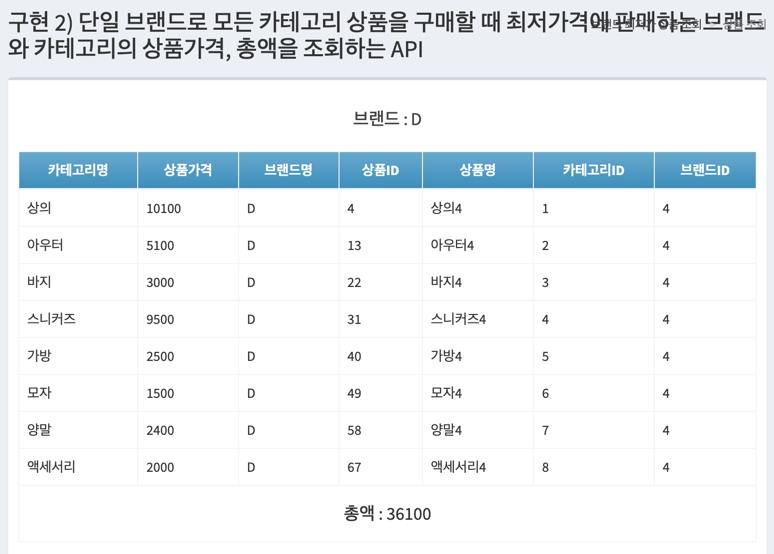 구현 2) 단일 브랜드로 모든 카테고리 상품을 구매할 때 최저가격에 판매하는 브랜드
와 카테고리의 상품가격, 총액을 조회하는 API
브랜드 : D
카테고리명 상품가격 브랜드명 상품ID 상품명 카테고리ID 브랜드ID
상의 10100 D 4 상의4 1 4
아우터 5100 D 13 아우터4 2 4
바지 3000 D 22 바지4 3 4
스니커즈 9500 D 31 스니커즈4 4 4
가방 2500 D 40 가방4 5 4
모자 1500 D 49 모자4 6 4
양말 2400 D 58 양말4 7 4
액세서리 2000 D 67 액세서리4 8 4
총액 : 36100